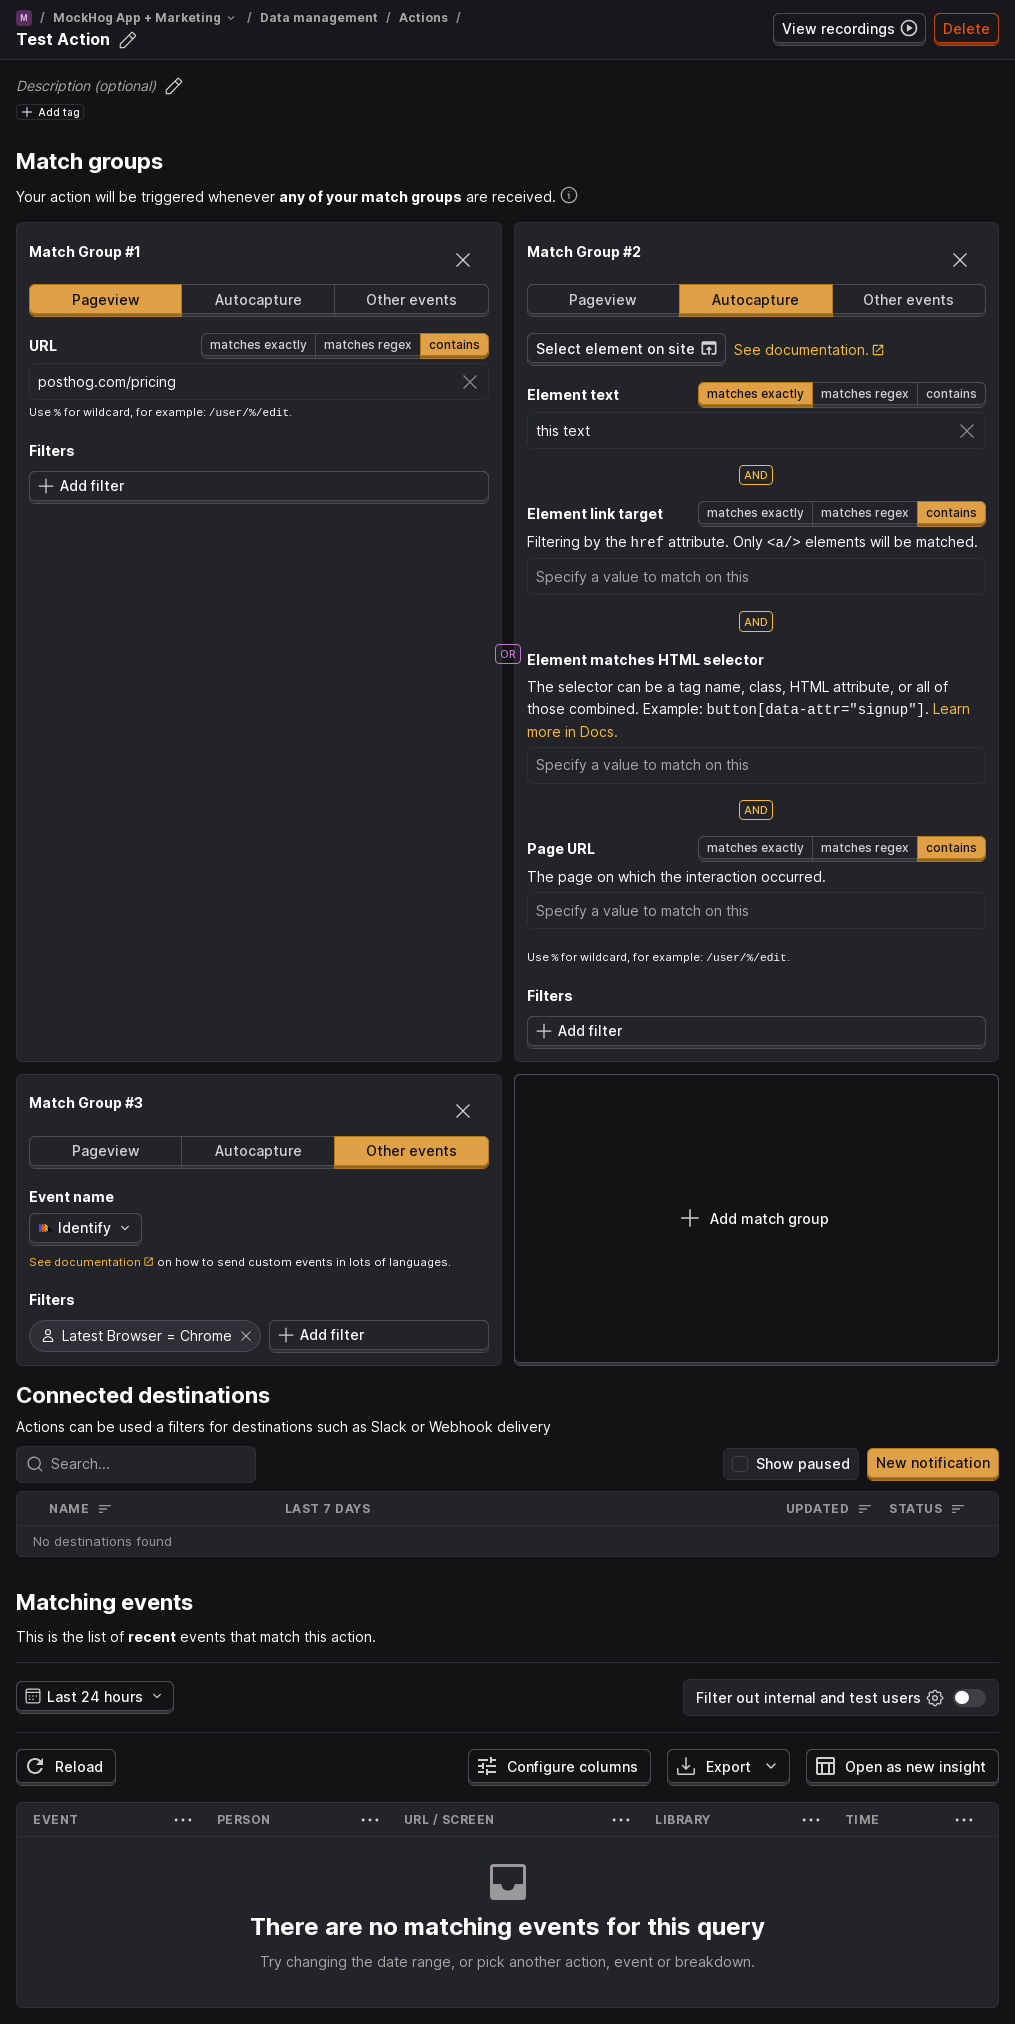 M / MockHog App + Marketing / Data management / Actions /
Test Action
View recordings
Delete
Description (optional)
Add tag
Match groups
Your action will be triggered whenever any of your match groups are received.
Match Group #1
Pageview Autocapture Other events
URL matches exactly matches regex contains
posthog.com/pricing
Use % for wildcard, for example: /user/%/edit.
Filters
Add filter
OR
Match Group #2
Pageview Autocapture Other events
Select element on site See documentation.
Element text matches exactly matches regex contains
this text
AND
Element link target matches exactly matches regex contains
Filtering by the href attribute. Only <a/> elements will be matched.
Specify a value to match on this
AND
Element matches HTML selector
The selector can be a tag name, class, HTML attribute, or all of
those combined. Example: button[data-attr="signup"]. Learn
more in Docs.
Specify a value to match on this
AND
Page URL matches exactly matches regex contains
The page on which the interaction occurred.
Specify a value to match on this
Use % for wildcard, for example: /user/%/edit.
Filters
Add filter
Match Group #3
Pageview Autocapture Other events
Event name
Identify
See documentation on how to send custom events in lots of languages.
Filters
Latest Browser = Chrome Add filter
Add match group
Connected destinations
Actions can be used a filters for destinations such as Slack or Webhook delivery
Search... Show paused New notification
NAME LAST 7 DAYS UPDATED STATUS
No destinations found
Matching events
This is the list of recent events that match this action.
Last 24 hours Filter out internal and test users
Reload Configure columns Export Open as new insight
EVENT PERSON URL / SCREEN LIBRARY TIME
There are no matching events for this query
Try changing the date range, or pick another action, event or breakdown.